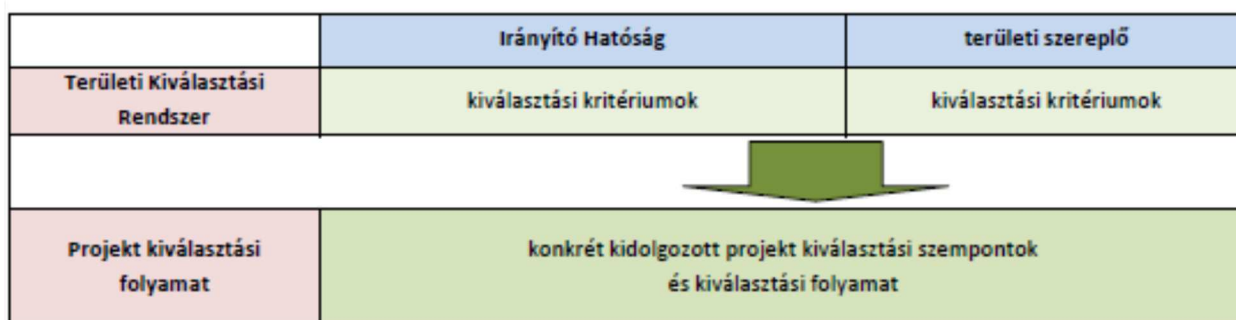 Irányító Hatóság
területi szereplő
Területi Kiválasztási
Rendszer
kiválasztási kritériumok
kiválasztási kritériumok
Projekt kiválasztási
folyamat
konkrét kidolgozott projekt kiválasztási szempontok
és kiválasztási folyamat